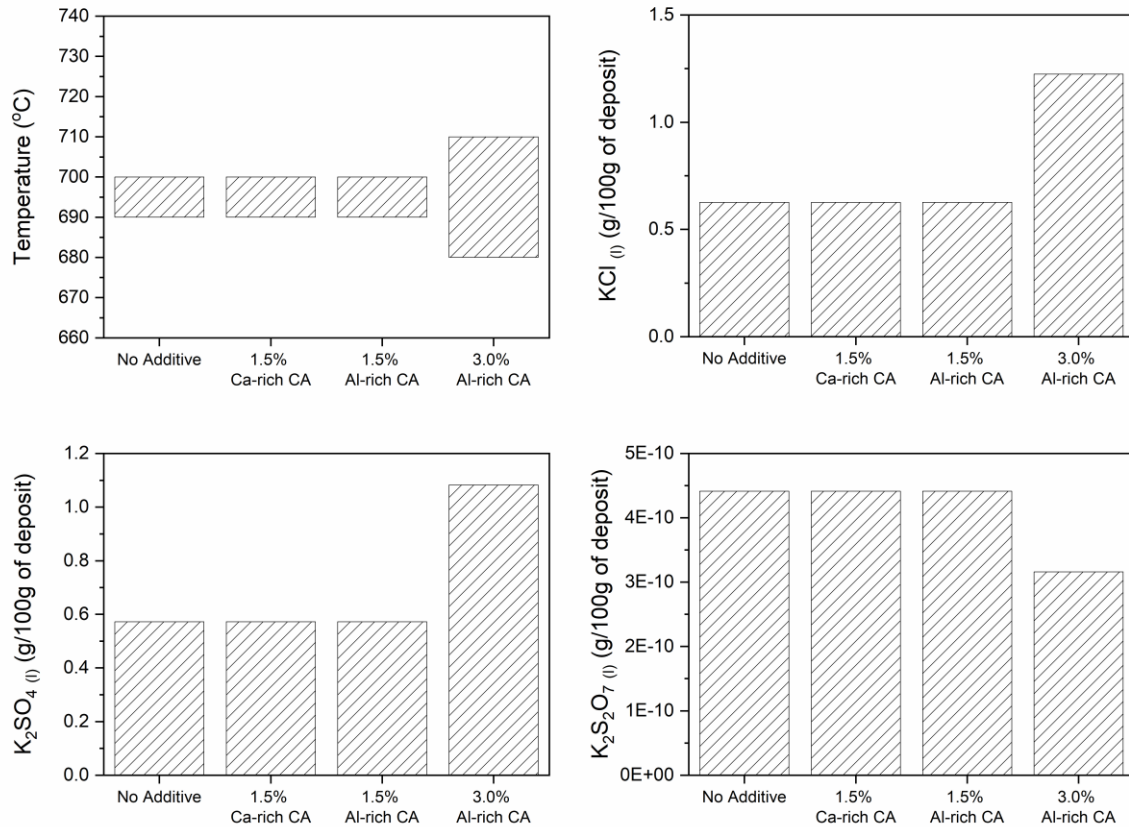 Temperature (°C)
740
730
720
710
700
690
680
670
660
No Additive
1.5%
Ca-rich CA
1.5%
Al-rich CA
3.0%
Al-rich CA
KCl (l) (g/100g of deposit)
1.5
1.0
0.5
0.0
No Additive
1.5%
Ca-rich CA
1.5%
Al-rich CA
3.0%
Al-rich CA
K₂SO₄ (l) (g/100g of deposit)
1.2
1.0
0.8
0.6
0.4
0.2
0.0
No Additive
1.5%
Ca-rich CA
1.5%
Al-rich CA
3.0%
Al-rich CA
K₂S₂O₇ (l) (g/100g of deposit)
5E-10
4E-10
3E-10
2E-10
1E-10
0E+00
No Additive
1.5%
Ca-rich CA
1.5%
Al-rich CA
3.0%
Al-rich CA